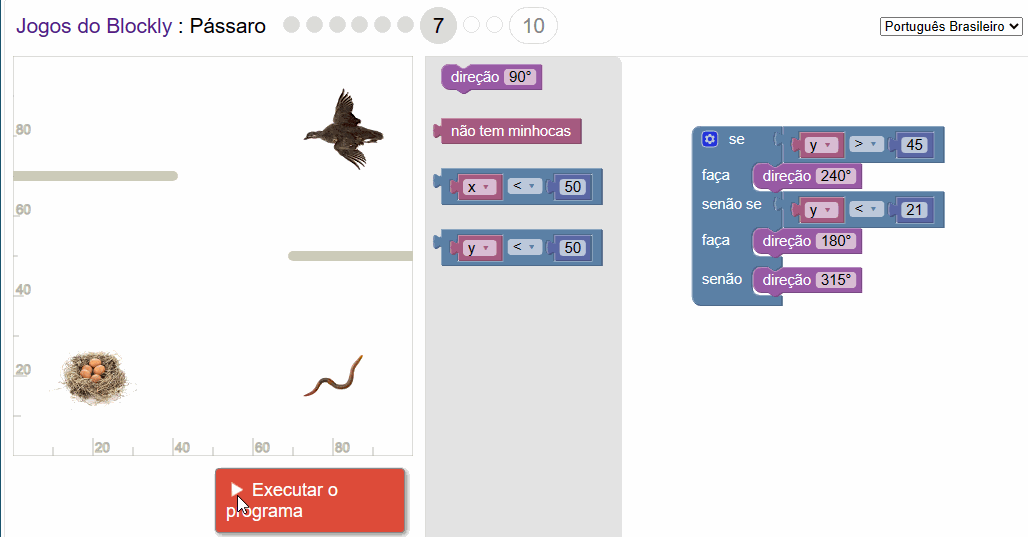 Jogos do Blockly : Pássaro 7 10 Português Brasileiro
direção 90°
não tem minhocas
x < 50
y < 50
80
60
40
20
20 40 60 80
se y > 45
faça direção 240°
senão se y < 21
faça direção 180°
senão direção 315°
Executar o
programa